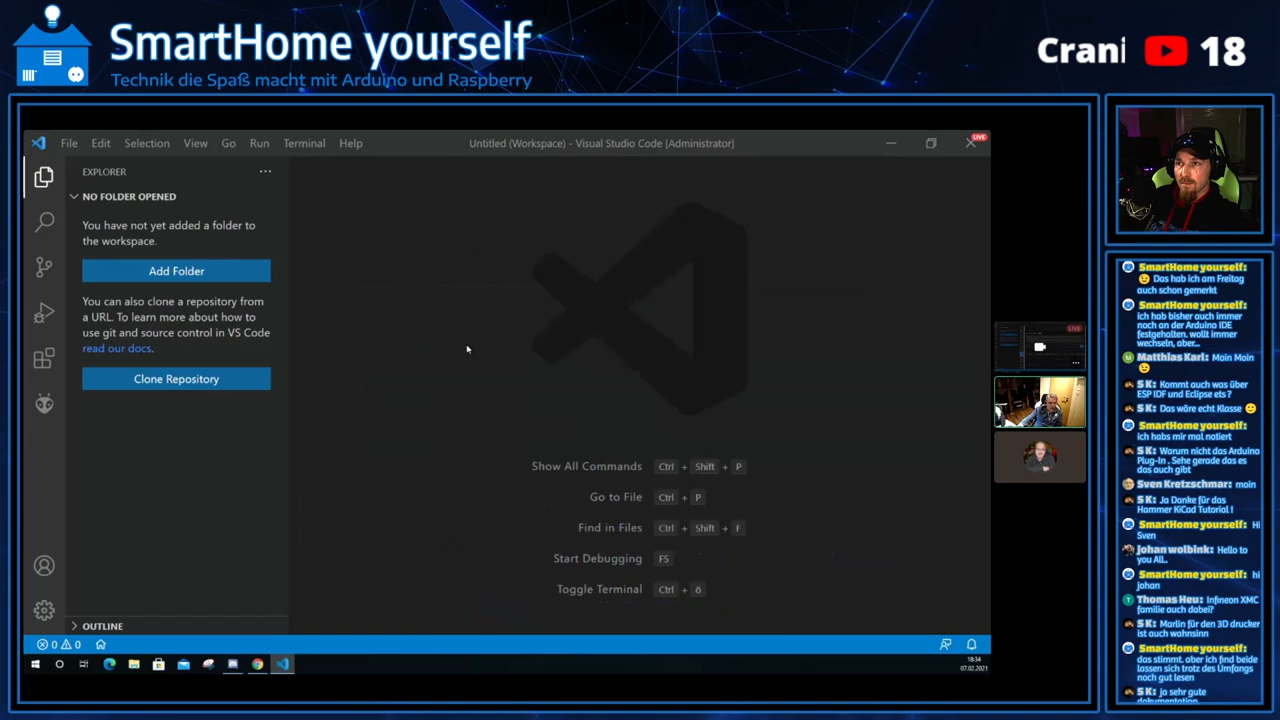 SmartHome yourself
Technik die Spaß macht mit Arduino und Raspberry
Crani
18
File Edit Selection View Go Run Terminal Help
Untitled (Workspace) - Visual Studio Code [Administrator]
LIVE
EXPLORER
NO FOLDER OPENED
You have not yet added a folder to
the workspace.
Add Folder
You can also clone a repository from
a URL. To learn more about how to
use git and source control in VS Code
read our docs.
Clone Repository
Show All Commands Ctrl + Shift + P
Go to File Ctrl + P
Find in Files Ctrl + Shift + F
Start Debugging F5
Toggle Terminal Ctrl + ö
OUTLINE
0 0
18:34
07.02.2021
LIVE
SmartHome yourself:
Das hab ich am Freitag
auch schon gemerkt
SmartHome yourself:
ich hab bisher auch immer
noch an der Arduino IDE
festgehalten. wollt immer
wechseln, aber...
M Matthias Karl: Moin Moin
S K: Kommt auch was über
ESP IDF und Eclipse ets ?
S K: Das wäre echt Klasse
SmartHome yourself:
ich habs mir mal notiert
S K: Warum nicht das Arduino
Plug-In . Sehe gerade das es
das auch gibt
Sven Kretzschmar: moin
S K: Ja Danke für das
Hammer KiCad Tutorial !
SmartHome yourself: Hi
Sven
johan wolbink: Hello to
you All..
SmartHome yourself: hi
johan
T Thomas Heu: Infineon XMC
familie auch dabei?
S K: Marlin für den 3D drucker
ist auch wahnsinn
SmartHome yourself:
das stimmt. aber ich find beide
lassen sich trotz des Umfangs
noch gut lesen
S K: ja sehr gute
dokumentation